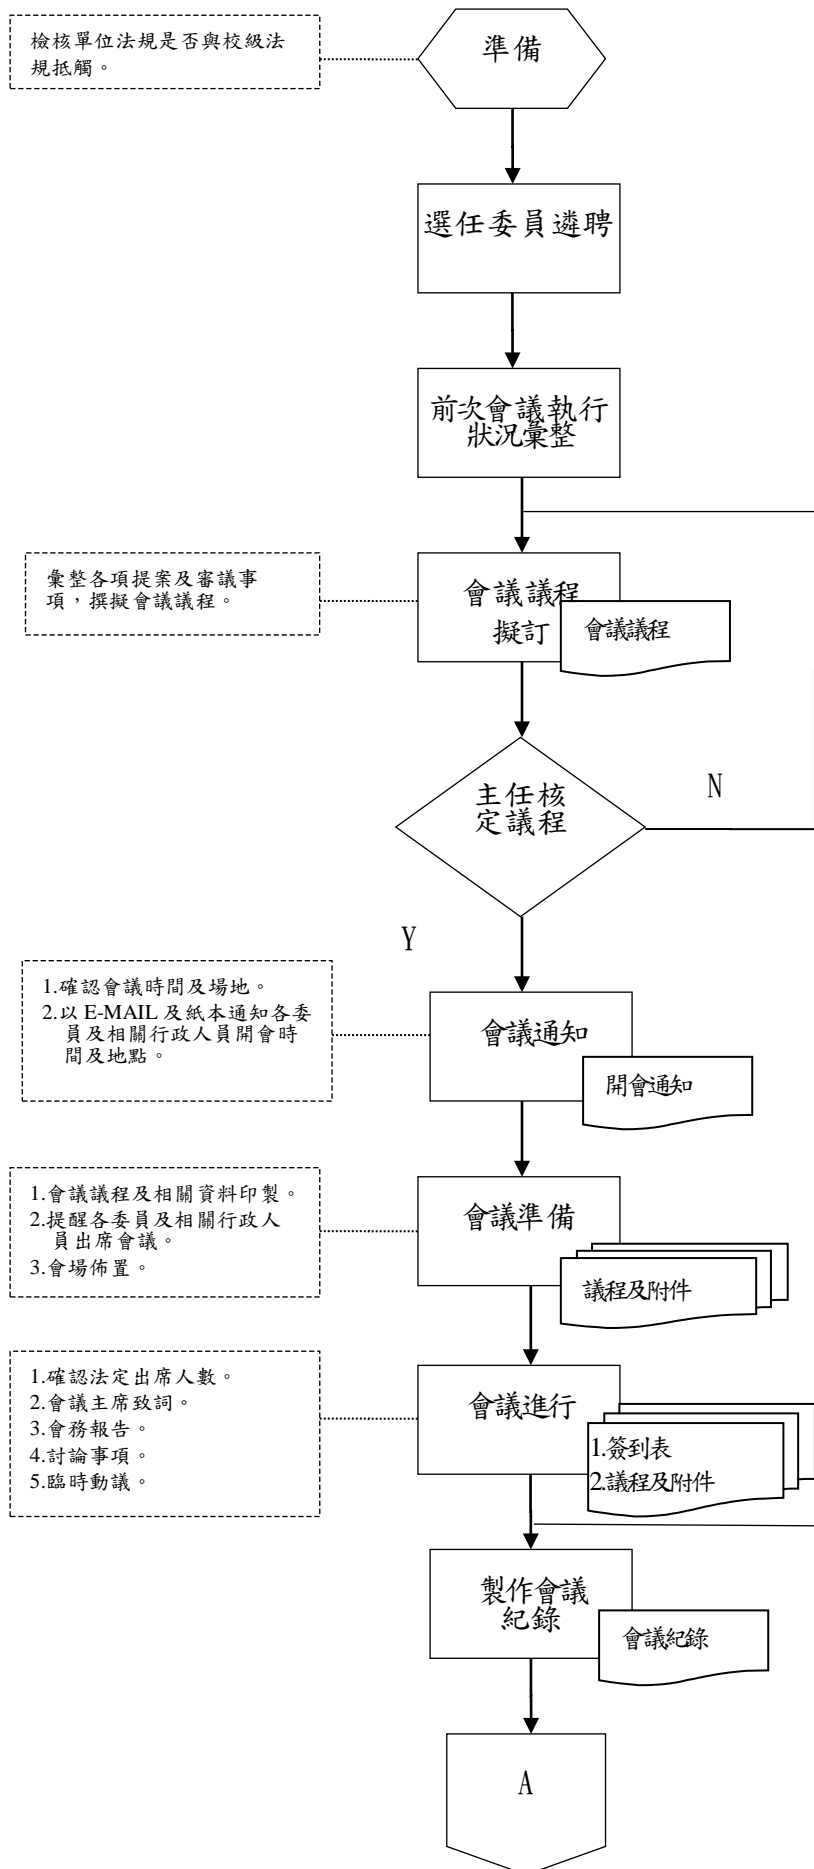 檢核單位法規是否與校級法
規抵觸。
準備
選任委員遴聘
前次會議執行
狀況彙整
彙整各項提案及審議事
項，撰擬會議議程。
會議議程
擬訂
會議議程
主任核
定議程
N
Y
1.確認會議時間及場地。
2.以 E-MAIL 及紙本通知各委
員及相關行政人員開會時
間及地點。
會議通知
開會通知
1.會議議程及相關資料印製。
2.提醒各委員及相關行政人
員出席會議。
3.會場佈置。
會議準備
議程及附件
1.確認法定出席人數。
2.會議主席致詞。
3.會務報告。
4.討論事項。
5.臨時動議。
會議進行
1.簽到表
2.議程及附件
製作會議
紀錄
會議紀錄
A